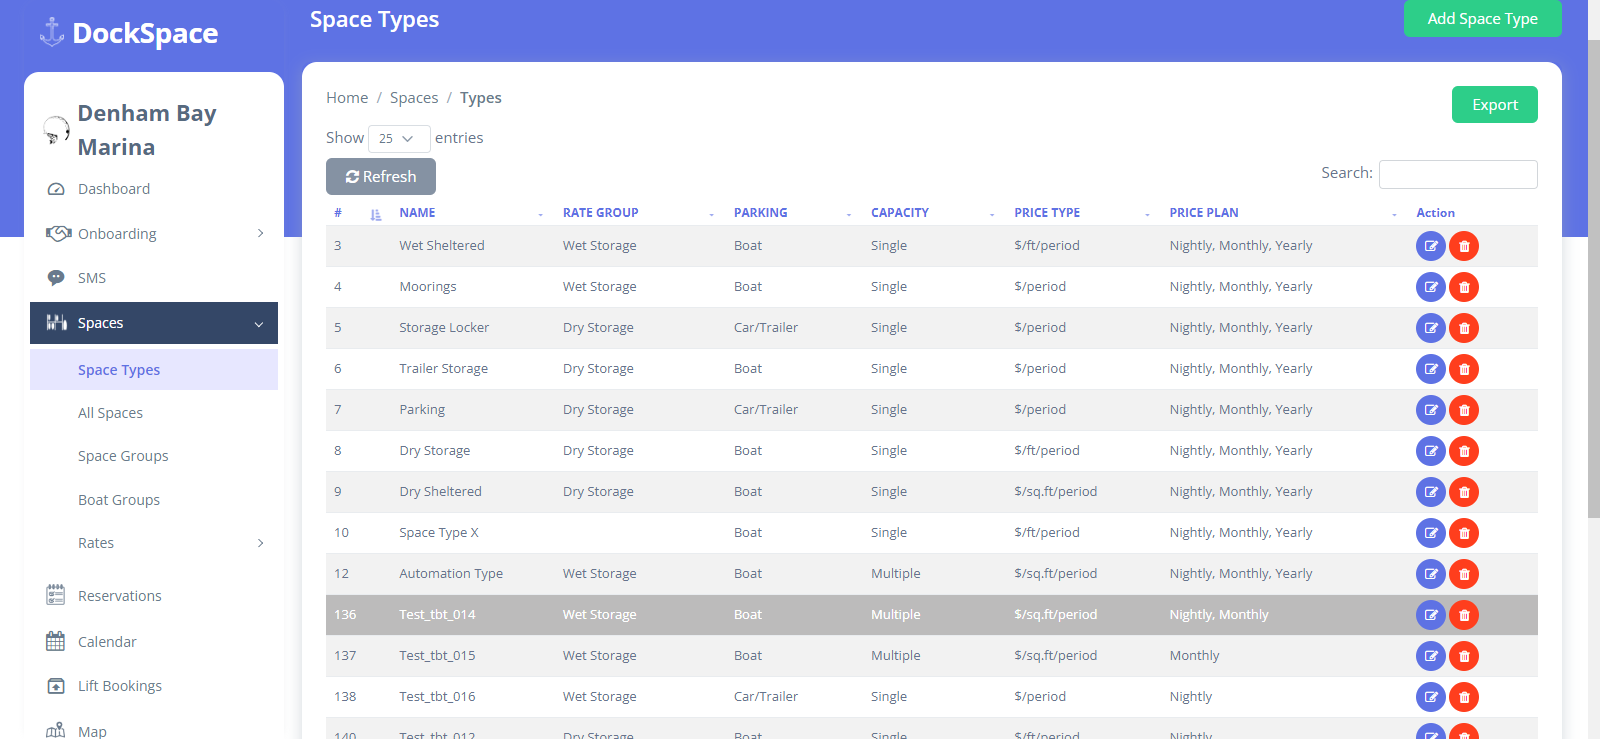 DockSpace
Denham Bay
Marina
Dashboard
Onboarding
SMS
Spaces
Space Types
All Spaces
Space Groups
Boat Groups
Rates
Reservations
Calendar
Lift Bookings
Map
Space Types
Add Space Type
Home / Spaces / Types
Export
Show 25 entries
Refresh
Search:
# NAME RATE GROUP PARKING CAPACITY PRICE TYPE PRICE PLAN Action
3 Wet Sheltered Wet Storage Boat Single $/ft/period Nightly, Monthly, Yearly
4 Moorings Wet Storage Boat Single $/period Nightly, Monthly, Yearly
5 Storage Locker Dry Storage Car/Trailer Single $/period Nightly, Monthly, Yearly
6 Trailer Storage Dry Storage Boat Single $/period Nightly, Monthly, Yearly
7 Parking Dry Storage Car/Trailer Single $/period Nightly, Monthly, Yearly
8 Dry Storage Dry Storage Boat Single $/ft/period Nightly, Monthly, Yearly
9 Dry Sheltered Dry Storage Boat Single $/sq.ft/period Nightly, Monthly, Yearly
10 Space Type X Boat Single $/ft/period Nightly, Monthly, Yearly
12 Automation Type Wet Storage Boat Multiple $/sq.ft/period Nightly, Monthly, Yearly
136 Test_tbt_014 Wet Storage Boat Multiple $/sq.ft/period Nightly, Monthly
137 Test_tbt_015 Wet Storage Boat Multiple $/sq.ft/period Monthly
138 Test_tbt_016 Wet Storage Car/Trailer Single $/period Nightly
140 Test_tbt_012 Dry Storage Boat Single $/ft/period Nightly